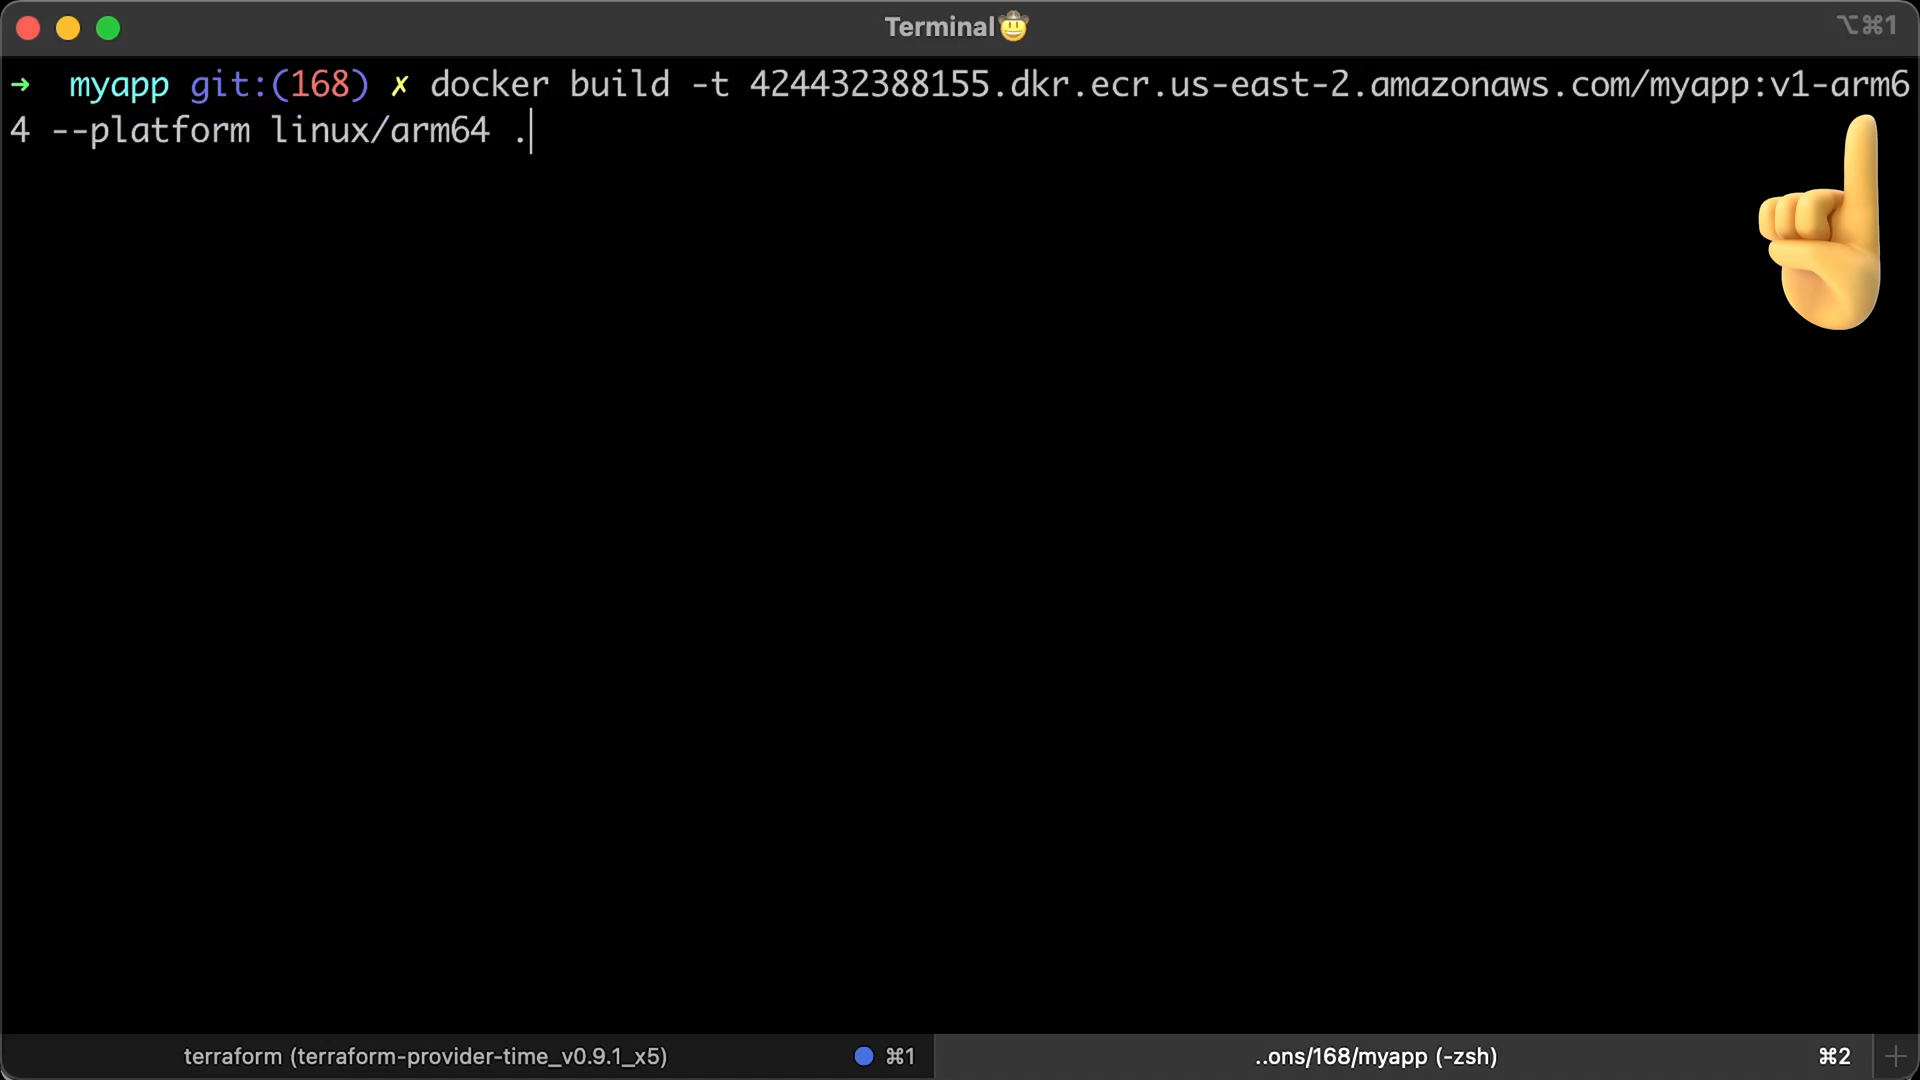 Terminal🤠
⌥⌘1
➜ myapp git:(168) ✗ docker build -t 424432388155.dkr.ecr.us-east-2.amazonaws.com/myapp:v1-arm6
4 --platform linux/arm64 .
terraform (terraform-provider-time_v0.9.1_x5)
⌘1
..ons/168/myapp (-zsh)
⌘2